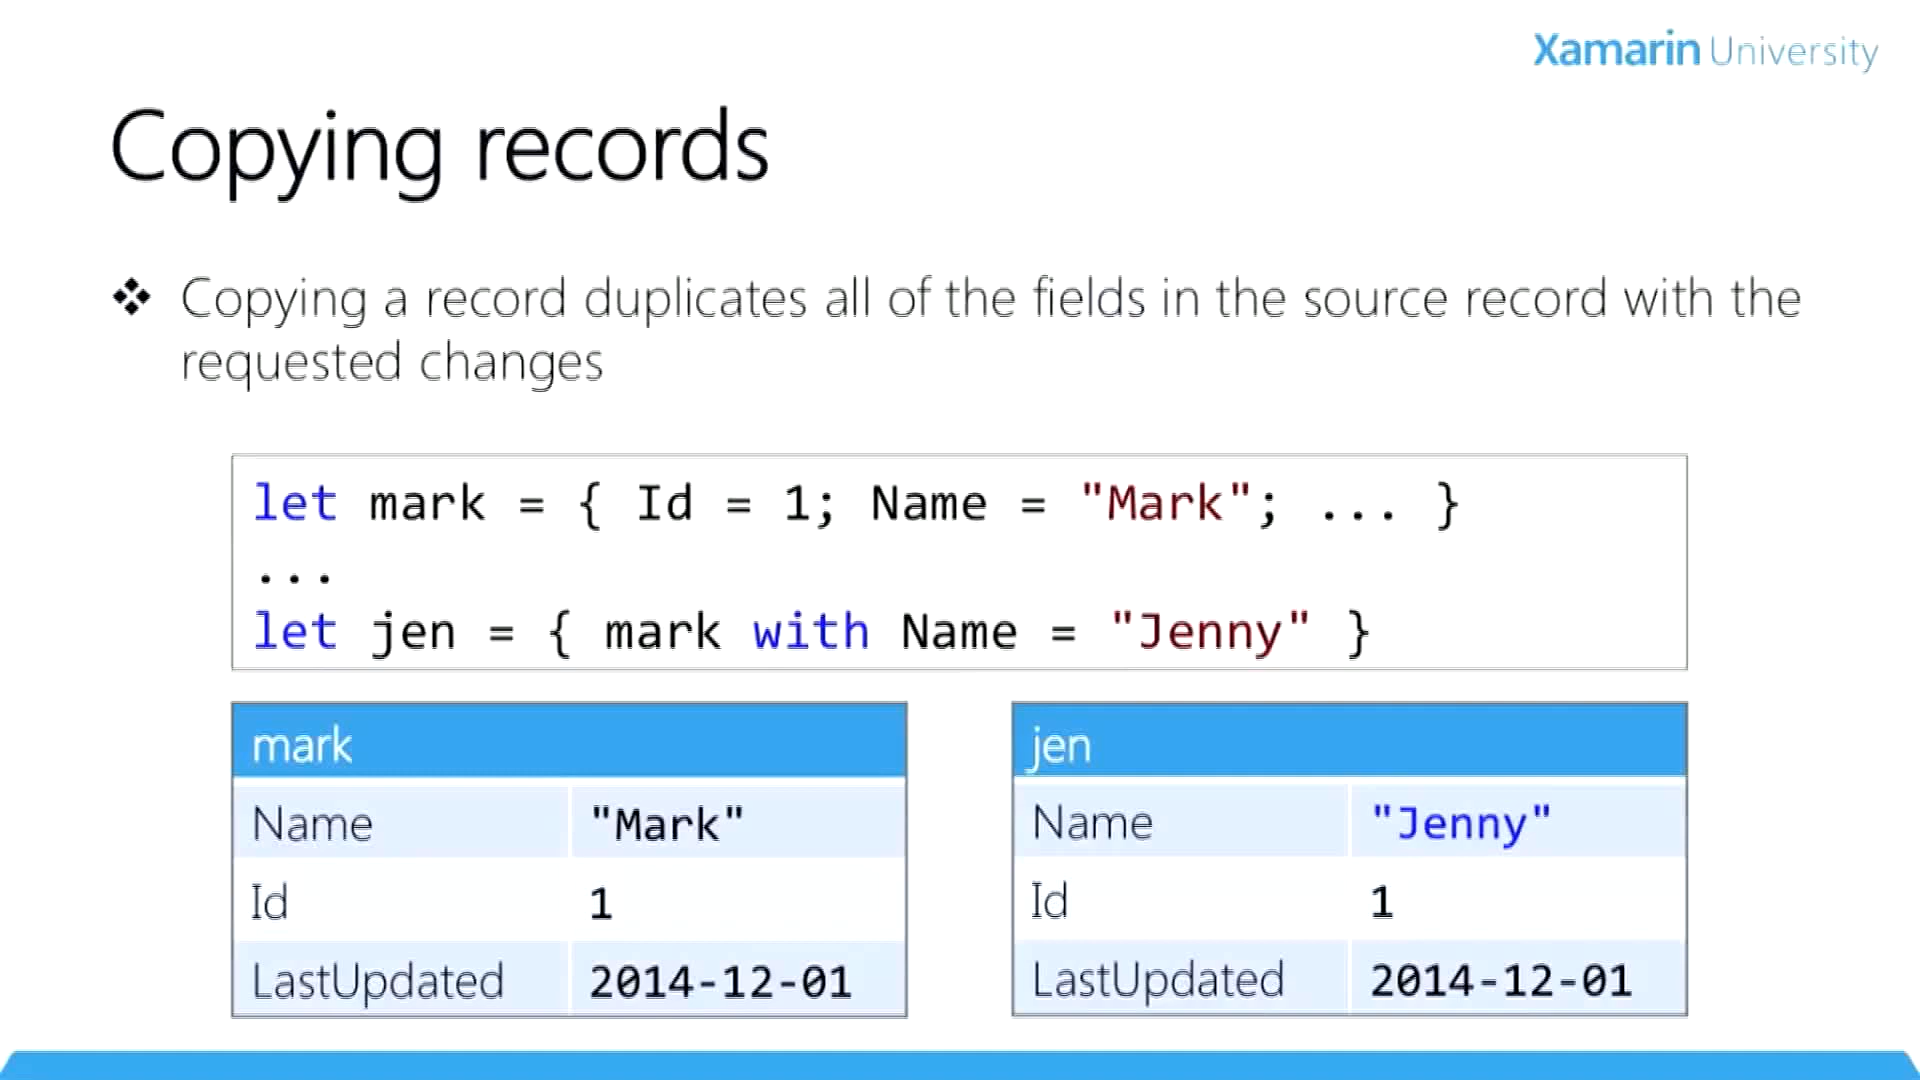 Xamarin University
Copying records
❖ Copying a record duplicates all of the fields in the source record with the
requested changes
let mark = { Id = 1; Name = "Mark"; ... }
...
let jen = { mark with Name = "Jenny" }
mark
Name "Mark"
Id 1
LastUpdated 2014-12-01
jen
Name "Jenny"
Id 1
LastUpdated 2014-12-01